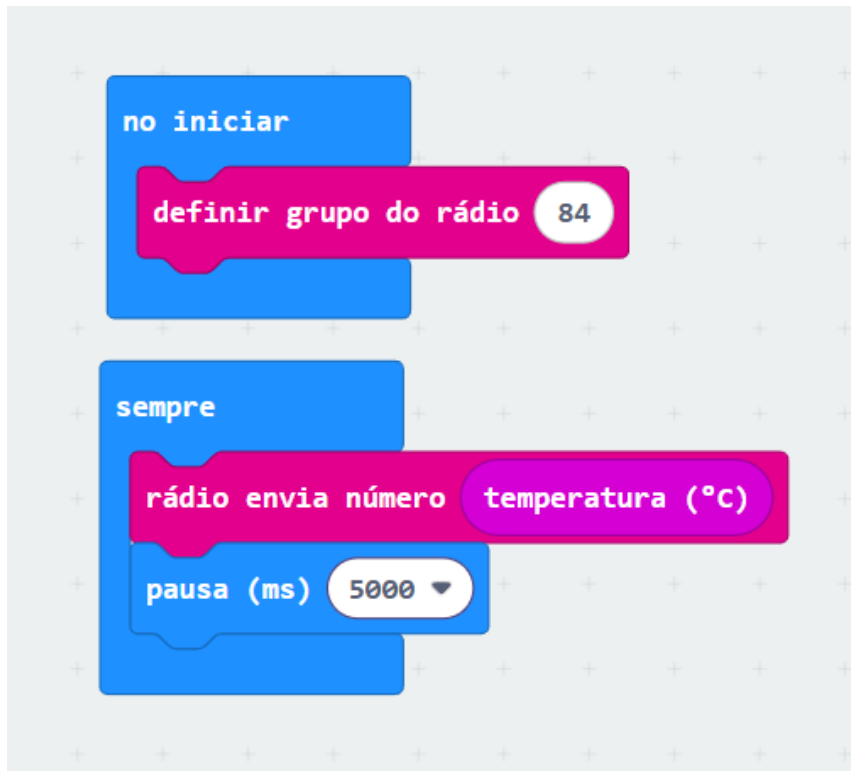 no iniciar
definir grupo do rádio 84
sempre
rádio envia número temperatura (°C)
pausa (ms) 5000